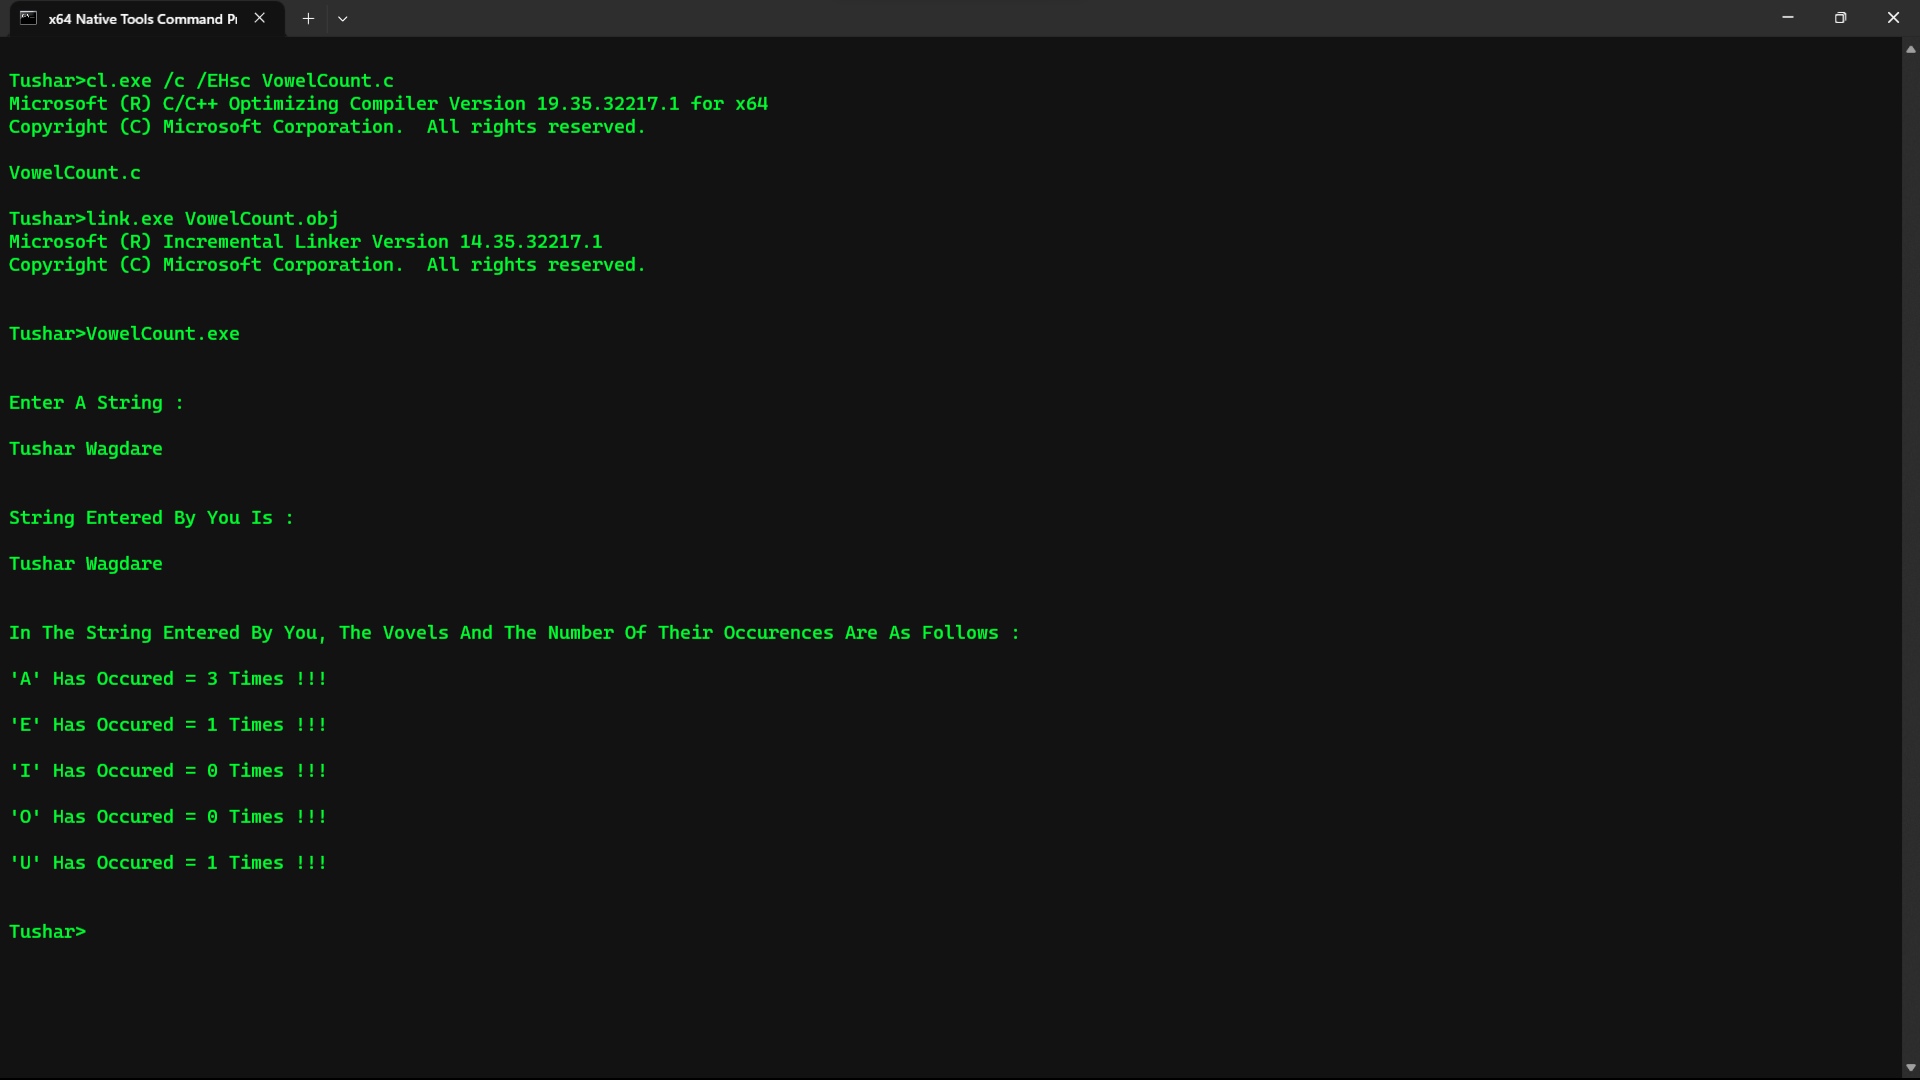 x64 Native Tools Command P
Tushar>cl.exe /c /EHsc VowelCount.c
Microsoft (R) C/C++ Optimizing Compiler Version 19.35.32217.1 for x64
Copyright (C) Microsoft Corporation.  All rights reserved.
VowelCount.c
Tushar>link.exe VowelCount.obj
Microsoft (R) Incremental Linker Version 14.35.32217.1
Copyright (C) Microsoft Corporation.  All rights reserved.
Tushar>VowelCount.exe
Enter A String :
Tushar Wagdare
String Entered By You Is :
Tushar Wagdare
In The String Entered By You, The Vovels And The Number Of Their Occurences Are As Follows :
'A' Has Occured = 3 Times !!!
'E' Has Occured = 1 Times !!!
'I' Has Occured = 0 Times !!!
'O' Has Occured = 0 Times !!!
'U' Has Occured = 1 Times !!!
Tushar>